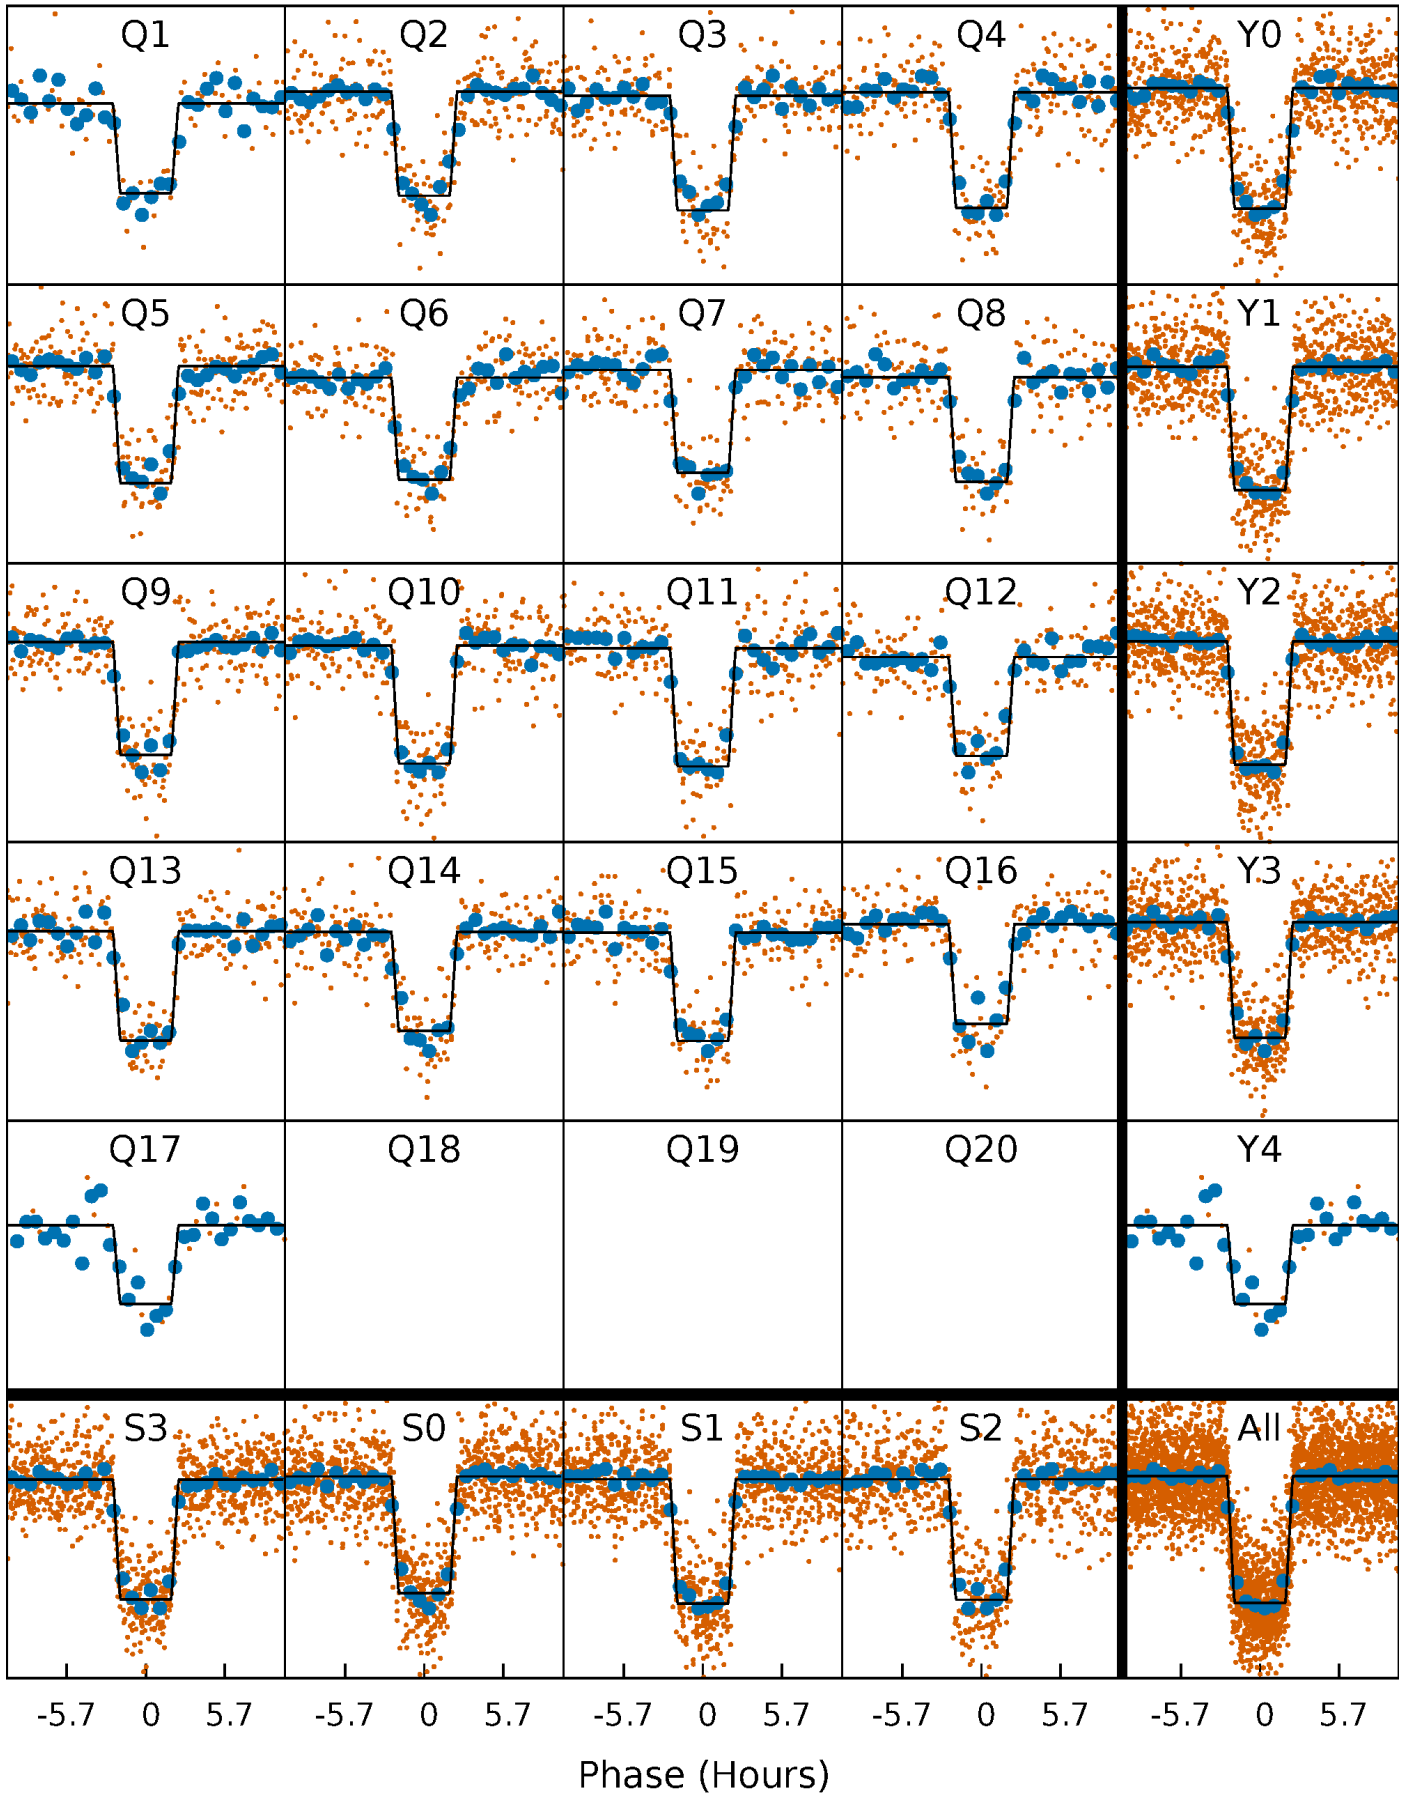 Q1 Q2 Q3 Q4 Y0
Q5 Q6 Q7 Q8 Y1
Q9 Q10 Q11 Q12 Y2
Q13 Q14 Q15 Q16 Y3
Q17 Q18 Q19 Q20 Y4
S3 S0 S1 S2 All
-5.7 0 5.7 -5.7 0 5.7 -5.7 0 5.7 -5.7 0 5.7 -5.7 0 5.7
Phase (Hours)